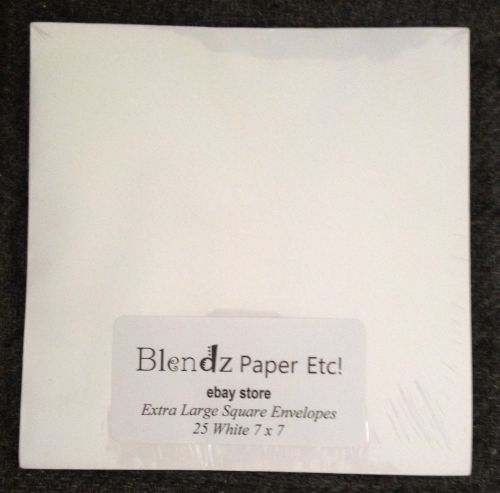 Blendz Paper Etc!
ebay store
Extra Large Square Envelopes
25 White 7 x 7